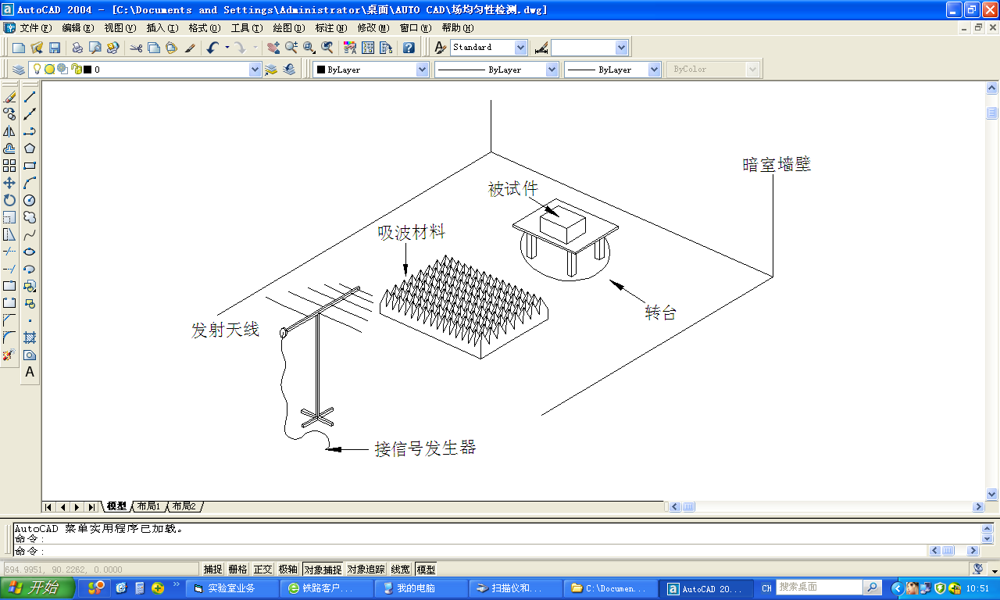 AutoCAD 2004 - [C:\Documents and Settings\Administrator\桌面\AUTO CAD\场均匀性检测.dwg]
文件(F) 编辑(E) 视图(V) 插入(I) 格式(O) 工具(T) 绘图(D) 标注(N) 修改(M) 窗口(W) 帮助(H)
Standard
0 ByLayer ByLayer ByLayer ByColor
暗室墙壁
被试件
吸波材料
转台
发射天线
接信号发生器
A
模型 布局1 布局2
AutoCAD 菜单实用程序已加载。
命令:
命令:
694.9951, 90.2262, 0.0000 捕捉 栅格 正交 极轴 对象捕捉 对象追踪 线宽 模型
开始 实验室业务 铁路客户... 我的电脑 扫描仪和... C:\Documen... AutoCAD 20... CH 搜索桌面 10:51